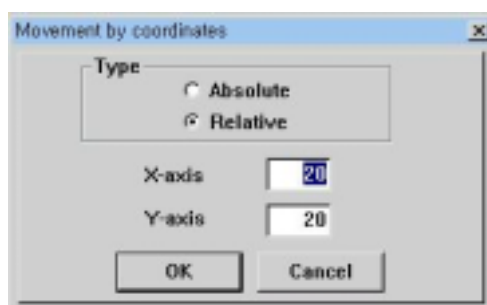 Movement by coordinates
Type
Absolute
Relative
X-axis 20
Y-axis 20
OK Cancel